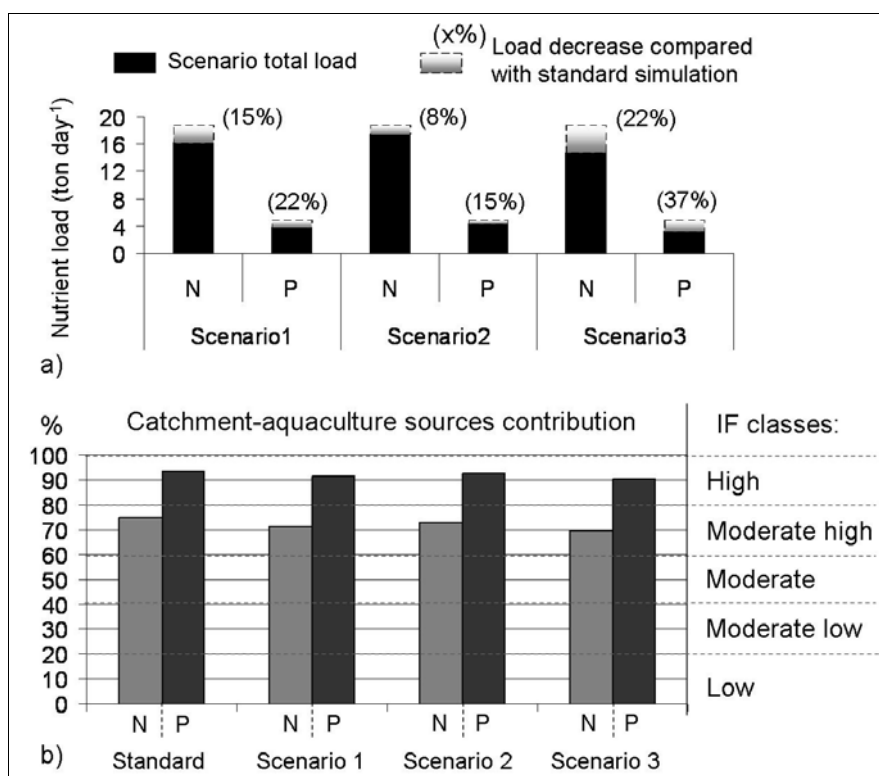 (x%)
Scenario total load
Load decrease compared
with standard simulation
Nutrient load (ton day-1)
20
16
12
8
4
0
(15%)
(22%)
(8%)
(15%)
(22%)
(37%)
N P N P N P
Scenario1 Scenario2 Scenario3
a)
% Catchment-aquaculture sources contribution IF classes:
100
90
80
70
60
50
40
30
20
10
0
High
Moderate high
Moderate
Moderate low
Low
N P N P N P N P
Standard Scenario 1 Scenario 2 Scenario 3
b)